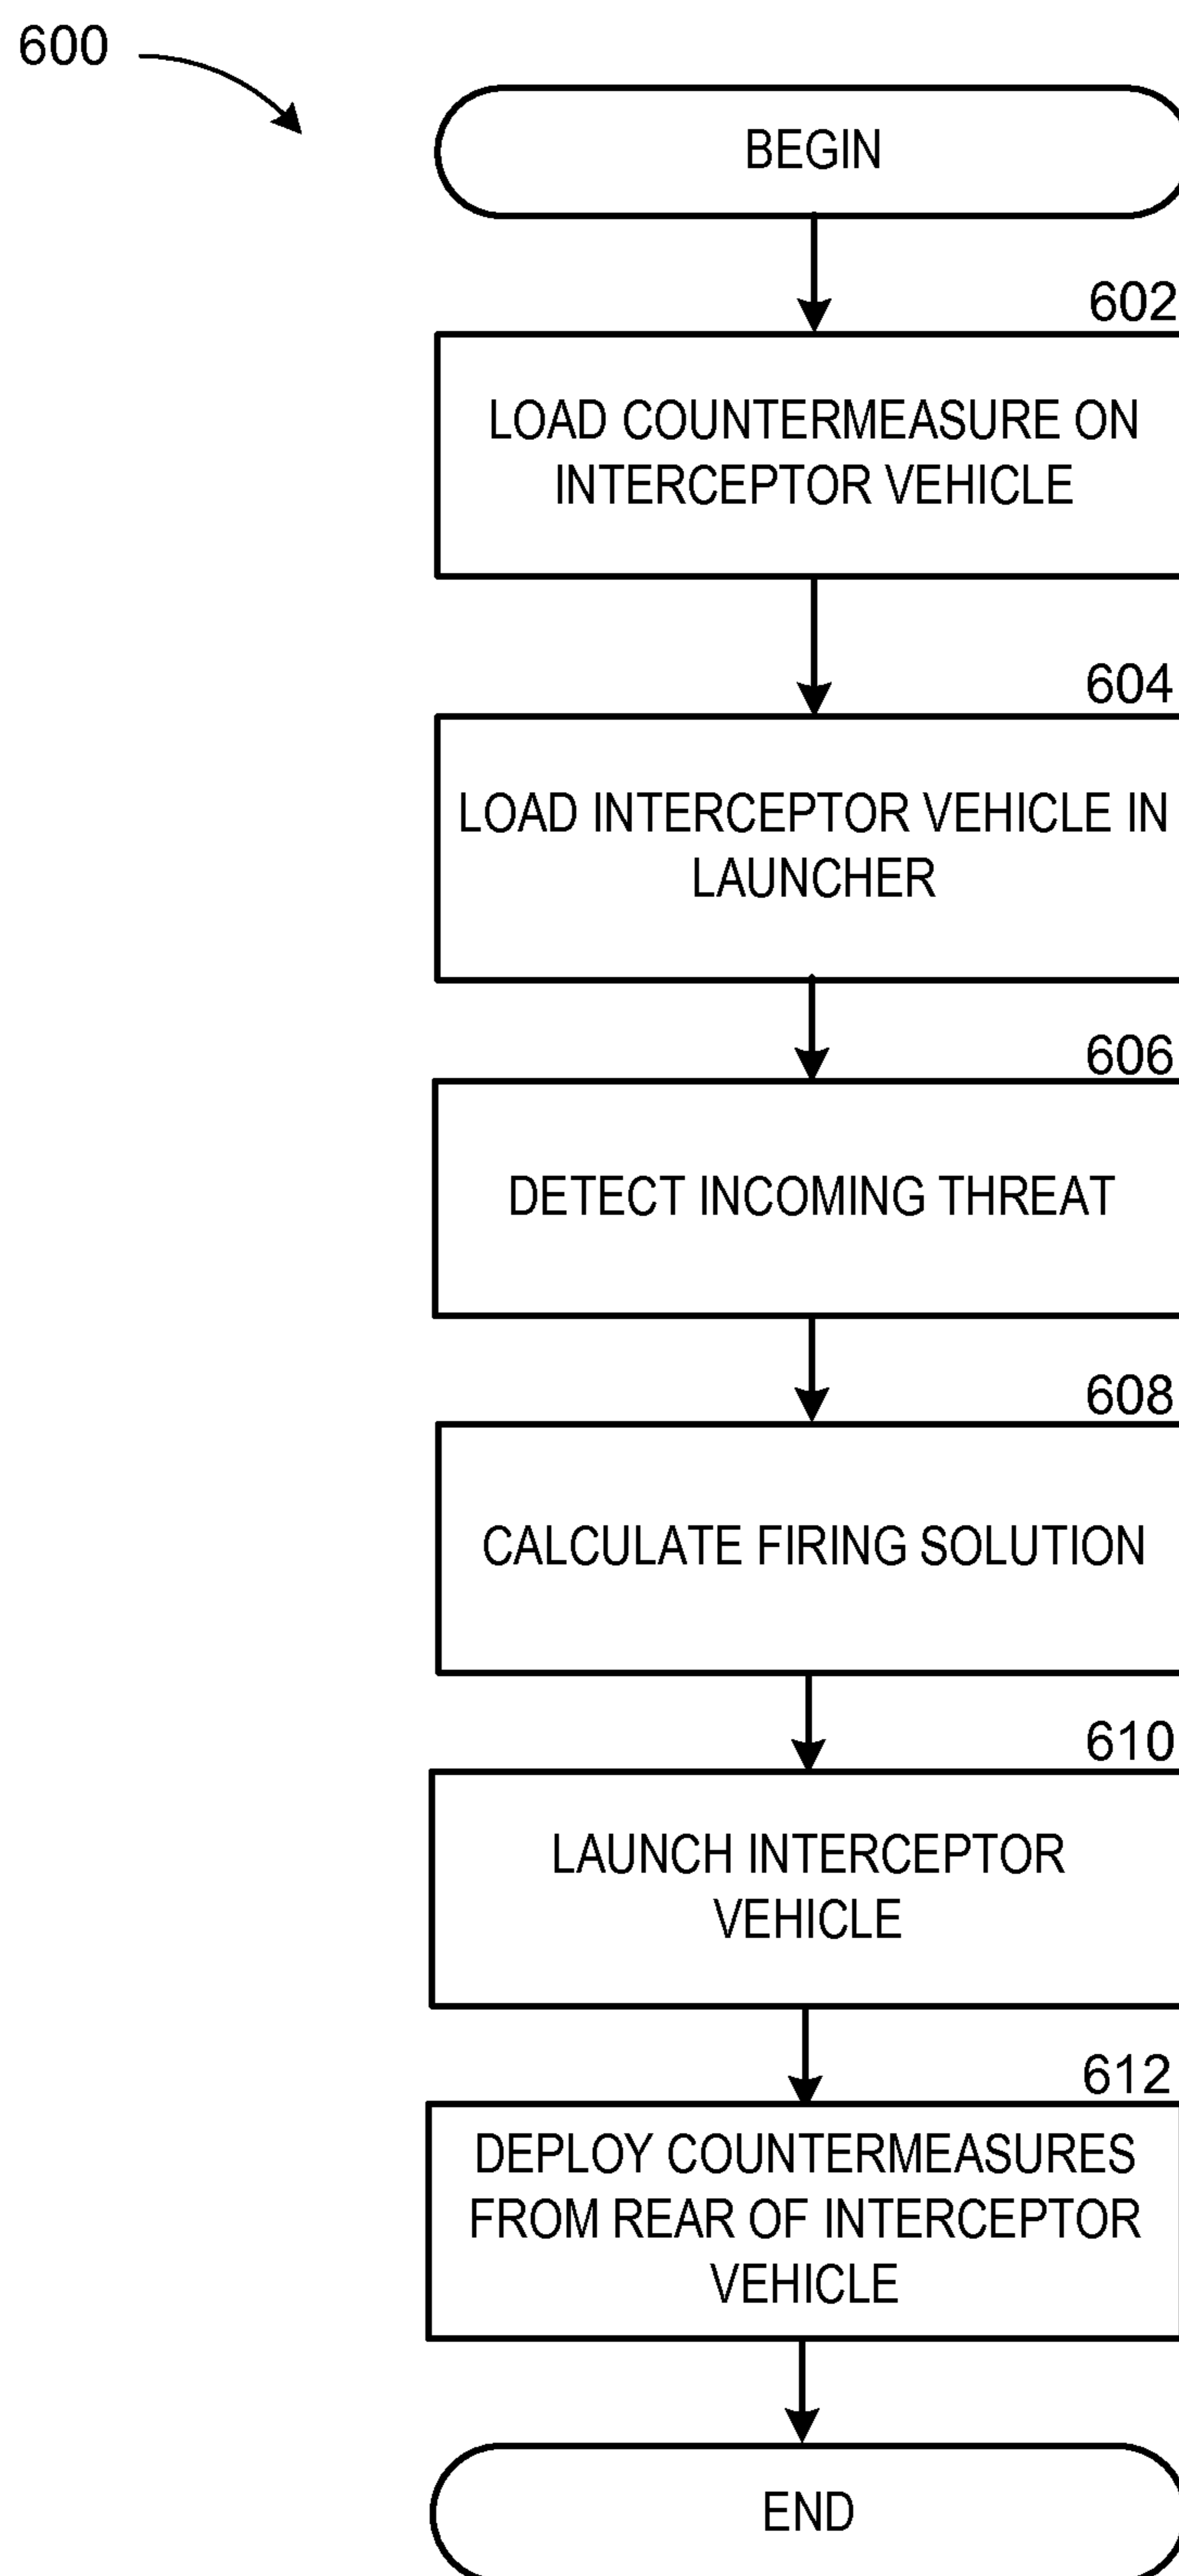 600
BEGIN
602
LOAD COUNTERMEASURE ON
INTERCEPTOR VEHICLE
604
LOAD INTERCEPTOR VEHICLE IN
LAUNCHER
606
DETECT INCOMING THREAT
608
CALCULATE FIRING SOLUTION
610
LAUNCH INTERCEPTOR
VEHICLE
612
DEPLOY COUNTERMEASURES
FROM REAR OF INTERCEPTOR
VEHICLE
END